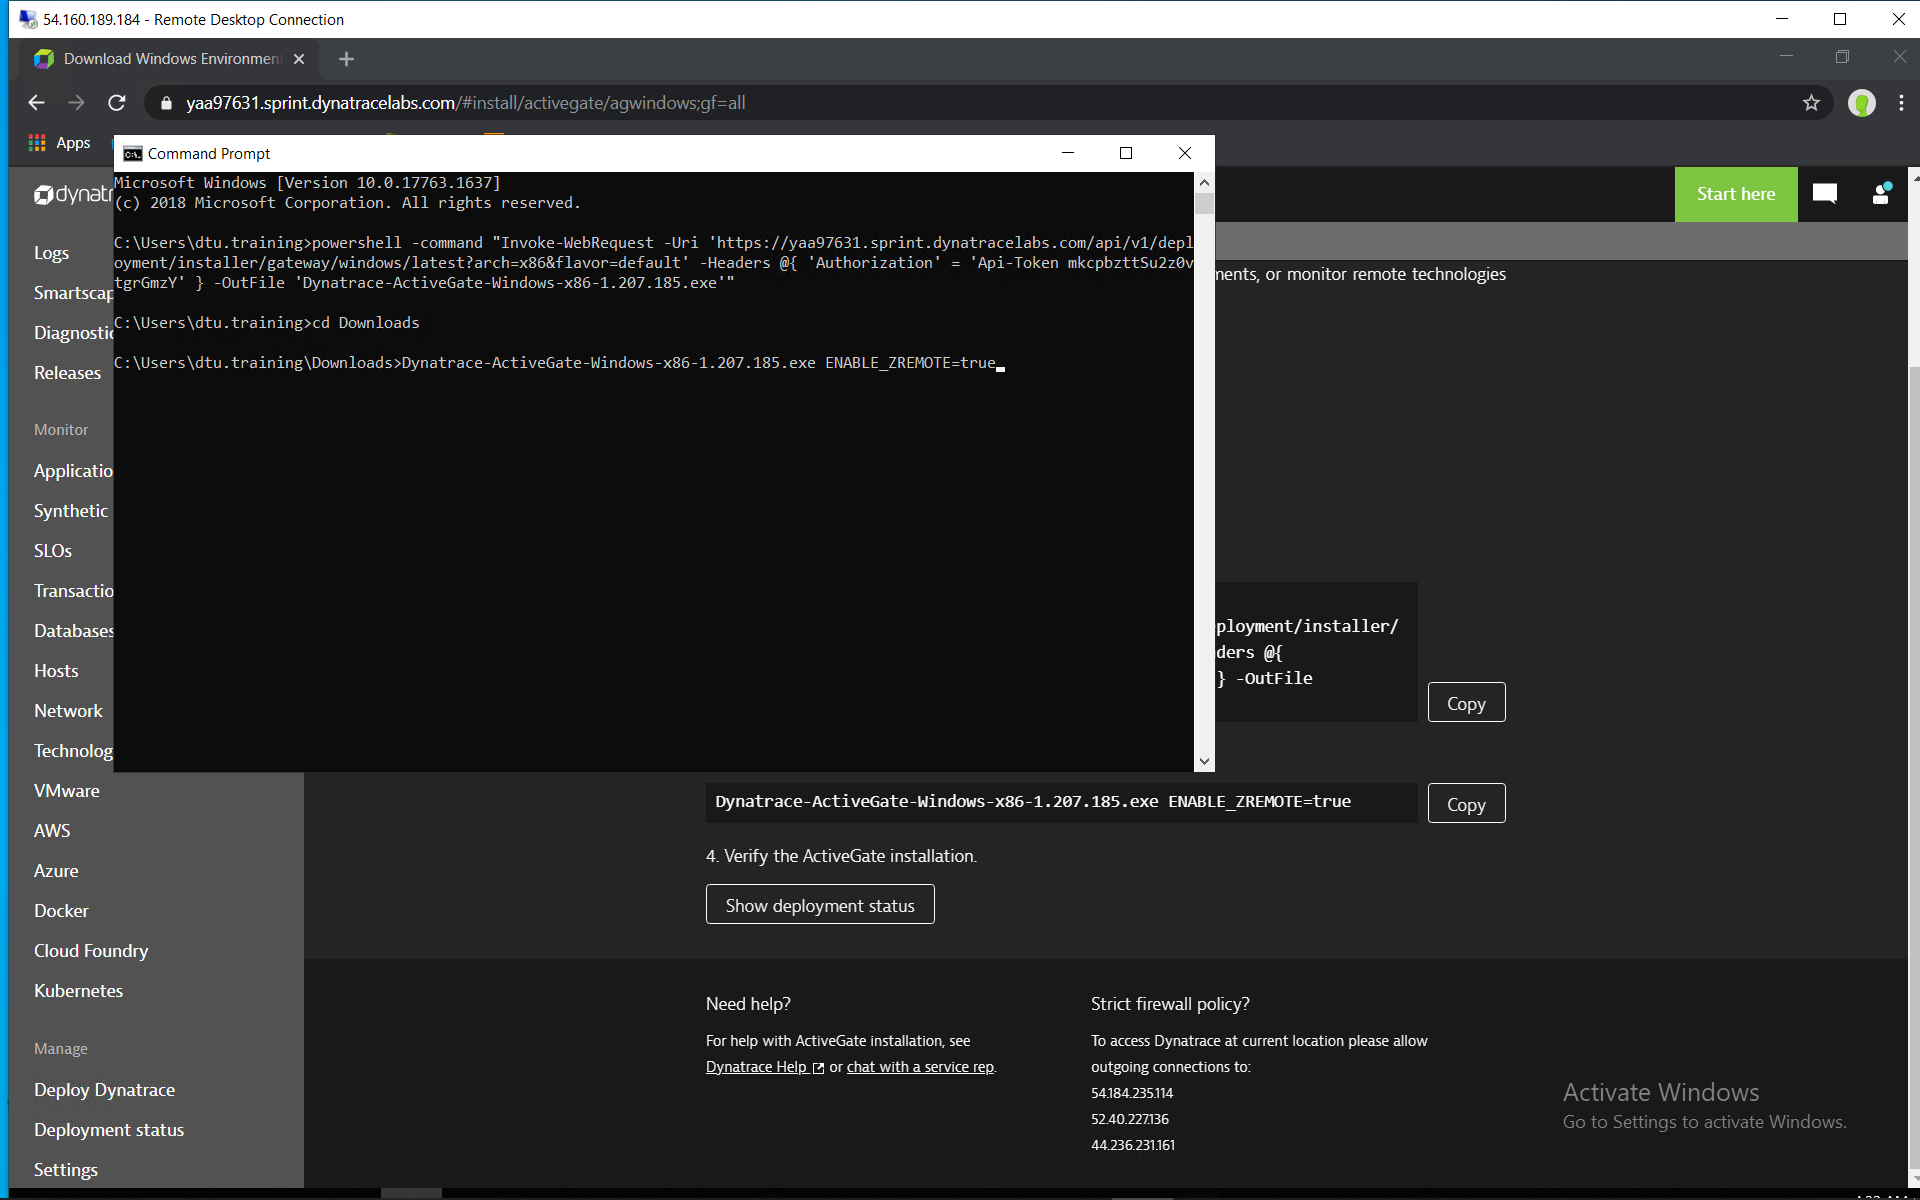 54.160.189.184 - Remote Desktop Connection
Download Windows Environmen
yaa97631.sprint.dynatracelabs.com/#install/activegate/agwindows;gf=all
Apps
Command Prompt
Microsoft Windows [Version 10.0.17763.1637]
(c) 2018 Microsoft Corporation. All rights reserved.
C:\Users\dtu.training>powershell -command "Invoke-WebRequest -Uri 'https://yaa97631.sprint.dynatracelabs.com/api/v1/depl
oyment/installer/gateway/windows/latest?arch=x86&flavor=default' -Headers @{ 'Authorization' = 'Api-Token mkcpbzttSu2z0v
tgrGmzY' } -OutFile 'Dynatrace-ActiveGate-Windows-x86-1.207.185.exe'"
C:\Users\dtu.training>cd Downloads
C:\Users\dtu.training\Downloads>Dynatrace-ActiveGate-Windows-x86-1.207.185.exe ENABLE_ZREMOTE=true
dynatr
Start here
Logs
Smartscap
Diagnostic
Releases
Monitor
Applicatio
Synthetic
SLOs
Transactio
Databases
Hosts
Network
Technolog
VMware
AWS
Azure
Docker
Cloud Foundry
Kubernetes
Manage
Deploy Dynatrace
Deployment status
Settings
ments, or monitor remote technologies
ployment/installer/
ders @{
} -OutFile
Copy
Dynatrace-ActiveGate-Windows-x86-1.207.185.exe ENABLE_ZREMOTE=true
Copy
4. Verify the ActiveGate installation.
Show deployment status
Need help?
For help with ActiveGate installation, see
Dynatrace Help or chat with a service rep.
Strict firewall policy?
To access Dynatrace at current location please allow
outgoing connections to:
54.184.235.114
52.40.227.136
44.236.231.161
Activate Windows
Go to Settings to activate Windows.